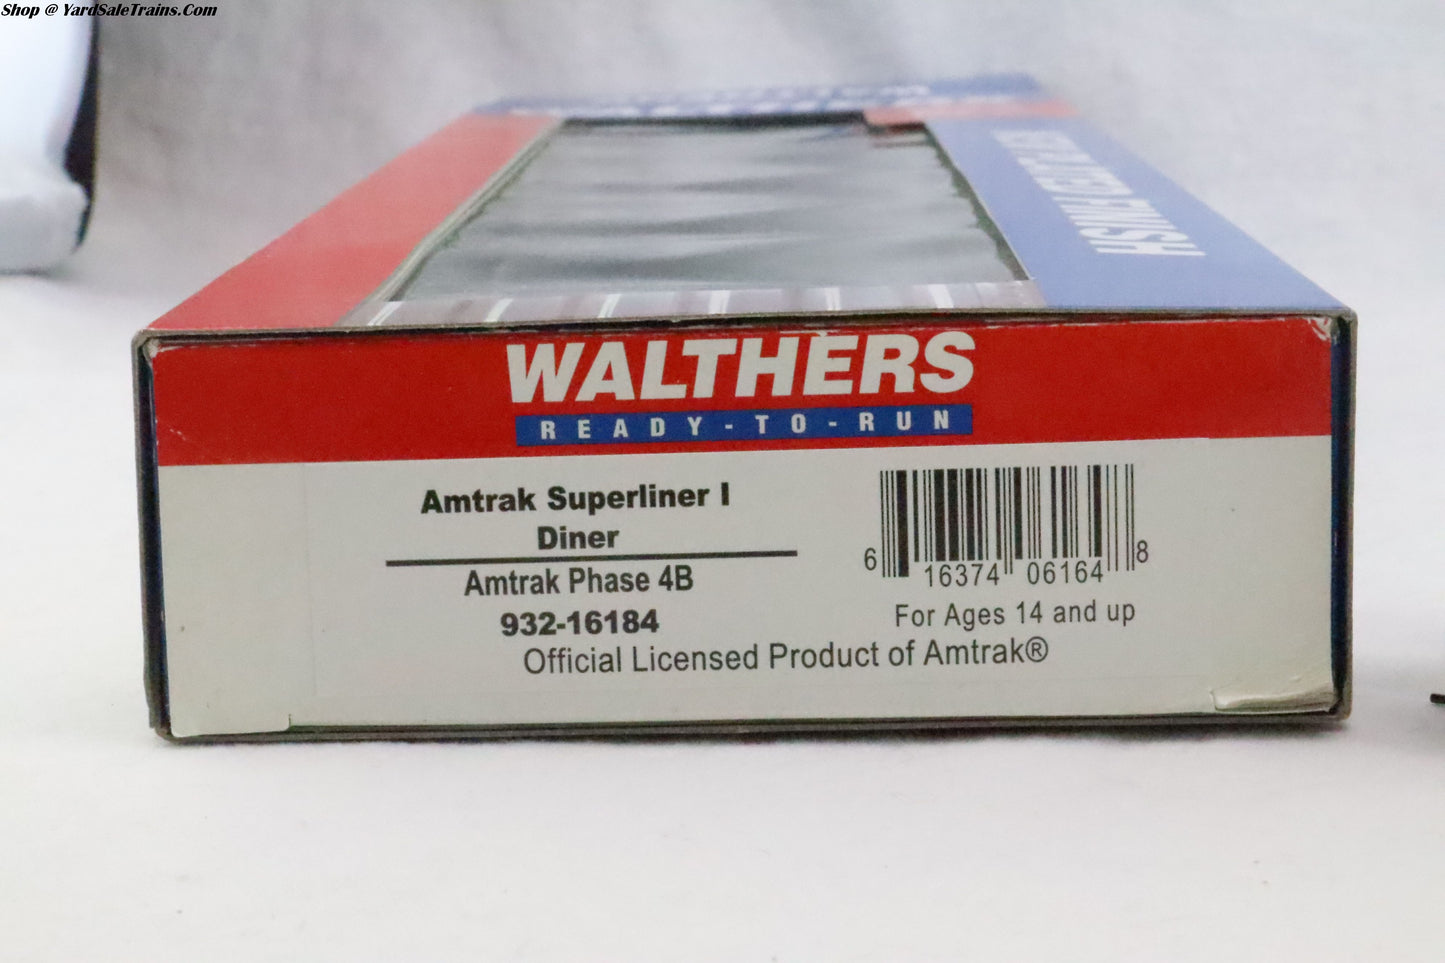 Shop @ YardSaleTrains.Com
WALTHERS
READY-TO-RUN
Amtrak Superliner I
Diner
Amtrak Phase 4B
932-16184
Official Licensed Product of Amtrak®
6 16374 06164 8
For Ages 14 and up